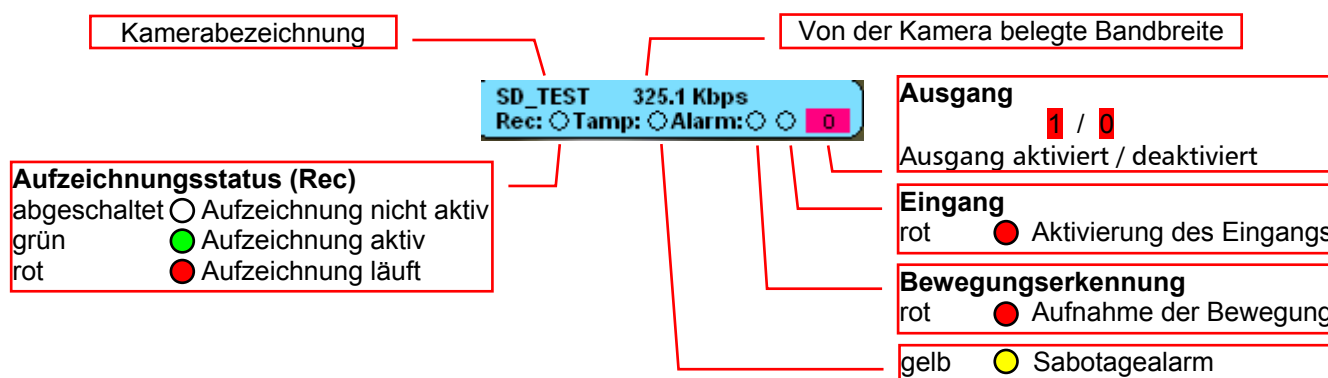 Kamerabezeichnung
Von der Kamera belegte Bandbreite
SD_TEST 325.1 Kbps
Rec: Tamp: Alarm: 0
Ausgang
1 / 0
Ausgang aktiviert / deaktiviert
Aufzeichnungsstatus (Rec)
abgeschaltet Aufzeichnung nicht aktiv
grün Aufzeichnung aktiv
rot Aufzeichnung läuft
Eingang
rot Aktivierung des Eingangs
Bewegungserkennung
rot Aufnahme der Bewegung
gelb Sabotagealarm